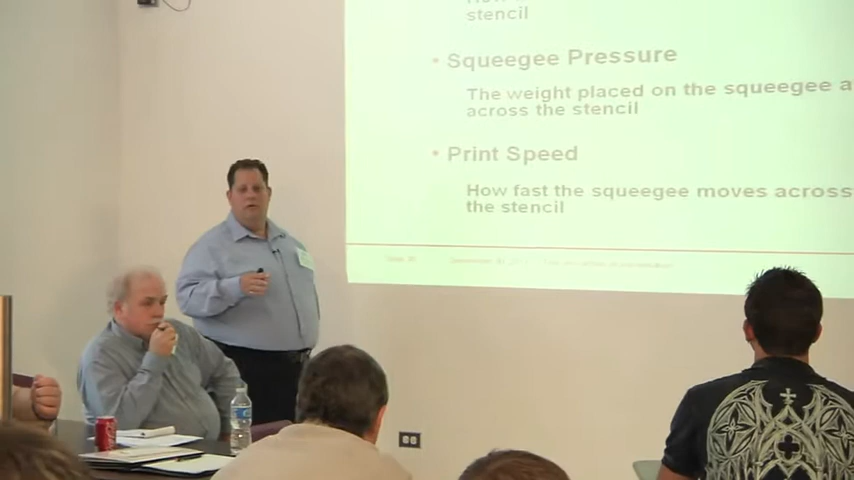 stencil
• Squeegee Pressure
The weight placed on the squeegee a
across the stencil
• Print Speed
How fast the squeegee moves across
the stencil